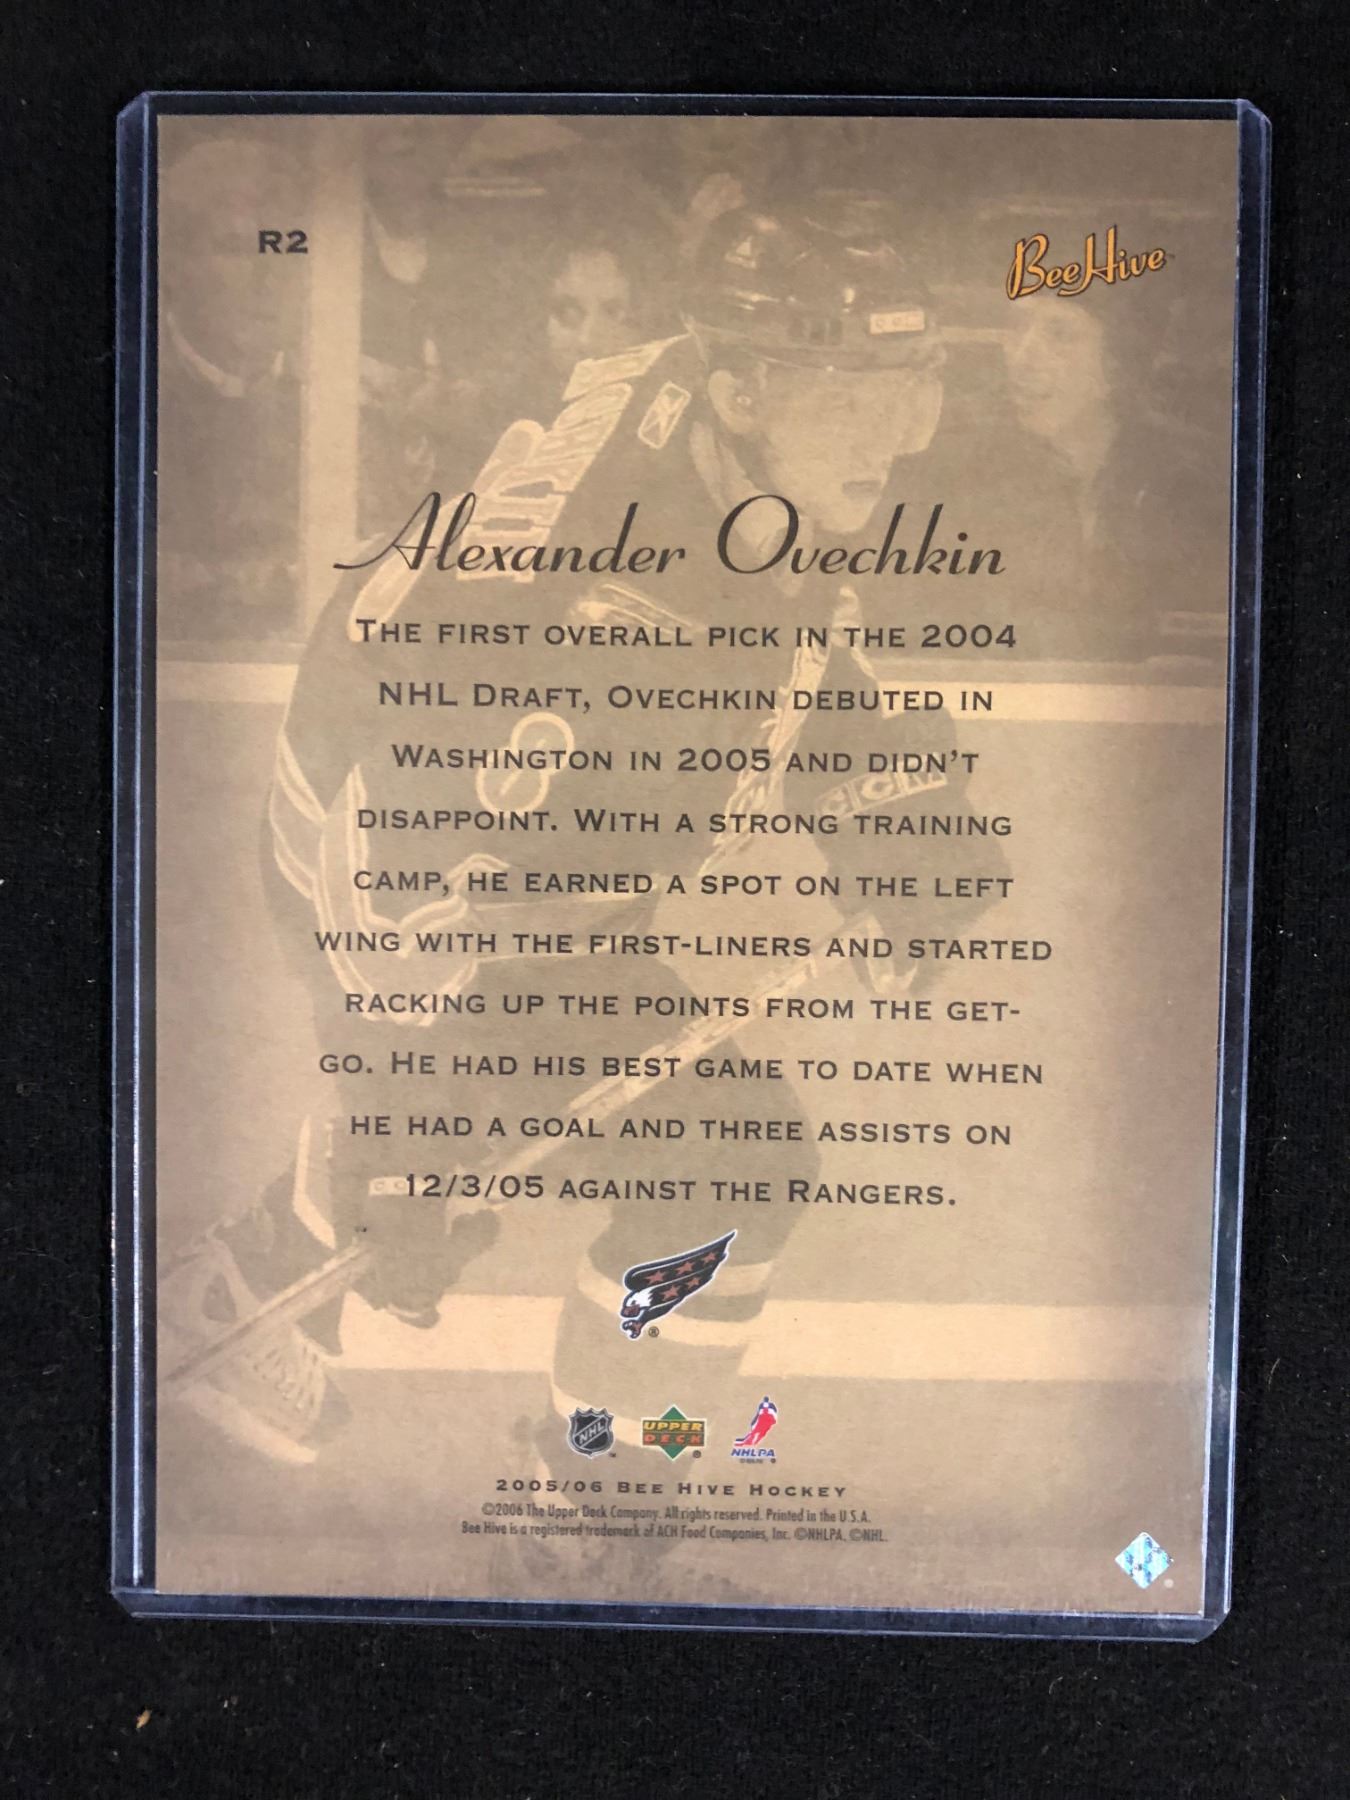 R2
BeeHive
Alexander Ovechkin
THE FIRST OVERALL PICK IN THE 2004
NHL DRAFT, OVECHKIN DEBUTED IN
WASHINGTON IN 2005 AND DIDN'T
DISAPPOINT. WITH A STRONG TRAINING
CAMP, HE EARNED A SPOT ON THE LEFT
WING WITH THE FIRST-LINERS AND STARTED
RACKING UP THE POINTS FROM THE GET-
GO. HE HAD HIS BEST GAME TO DATE WHEN
HE HAD A GOAL AND THREE ASSISTS ON
12/3/05 AGAINST THE RANGERS.
CCM
NHL UPPER DECK NHLPA
2005/06 BEE HIVE HOCKEY
©2006 The Upper Deck Company. All rights reserved. Printed in the U.S.A.
Bee Hive is a registered trademark of ACH Food Companies, Inc. ©NHLPA. ©NHL.